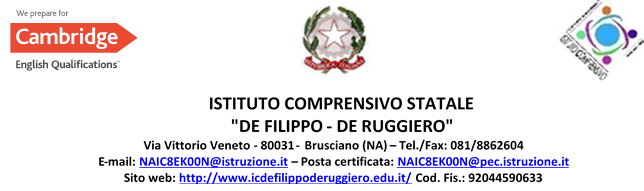 We prepare for
Cambridge
English Qualifications
ISTITUTO COMPRENSIVO STATALE
"DE FILIPPO - DE RUGGIERO"
Via Vittorio Veneto - 80031 - Brusciano (NA) – Tel./Fax: 081/8862604
E-mail: NAIC8EK00N@istruzione.it – Posta certificata: NAIC8EK00N@pec.istruzione.it
Sito web: http://www.icdefilippoderuggiero.edu.it/ Cod. Fis.: 92044590633